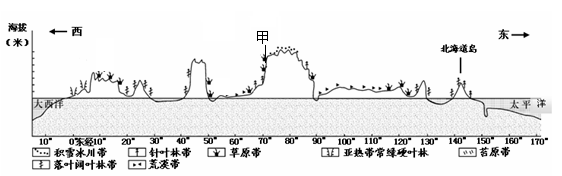 海拔
(米)
西
甲
东
北海道岛
大西洋
太平洋
10° 0°东经10° 20° 30° 40° 50° 60° 70° 80° 90° 100° 110° 120° 130° 140° 150° 160° 170°
积雪冰川带 针叶林带 草原带 亚热带常绿硬叶林 苔原带
落叶阔叶林带 荒漠带